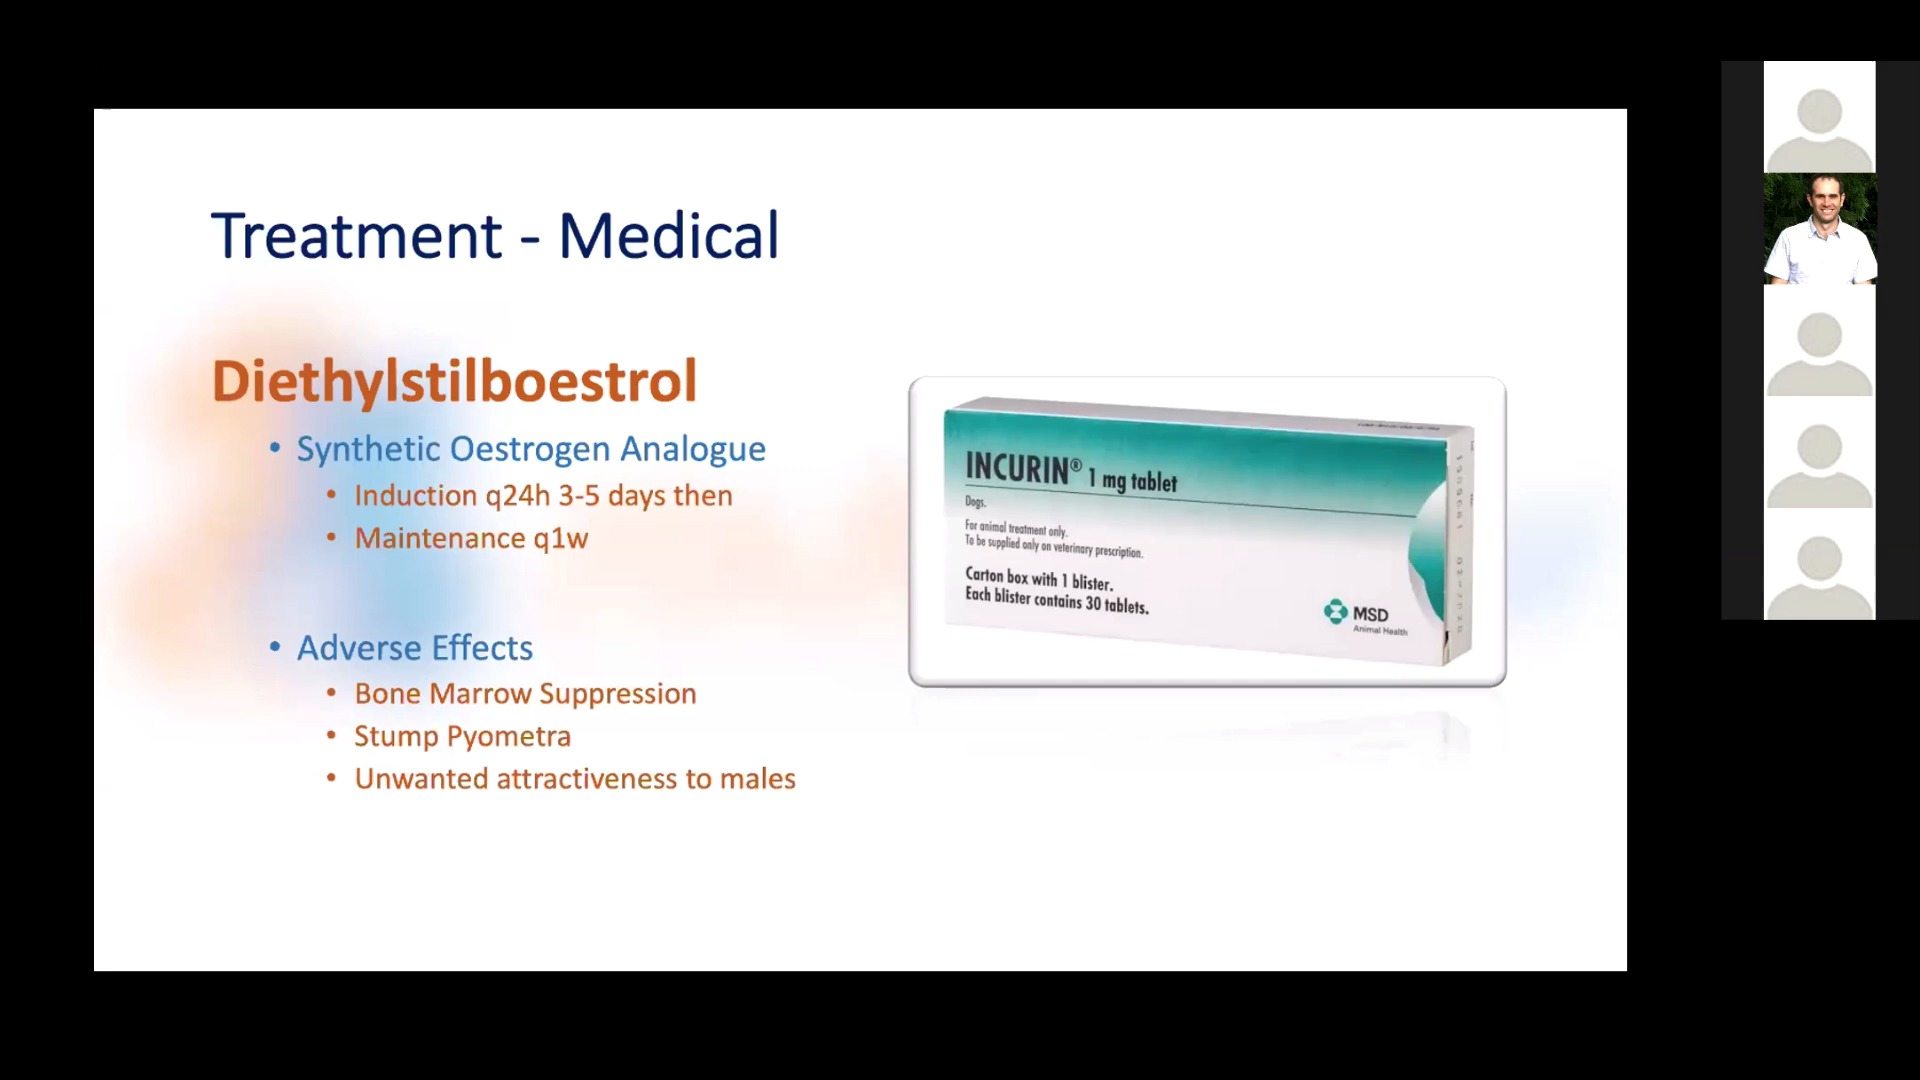 Treatment - Medical
Diethylstilboestrol
• Synthetic Oestrogen Analogue
• Induction q24h 3-5 days then
• Maintenance q1w
• Adverse Effects
• Bone Marrow Suppression
• Stump Pyometra
• Unwanted attractiveness to males
INCURIN® 1 mg tablet
Dogs.
For animal treatment only.
To be supplied only on veterinary prescription.
Carton box with 1 blister.
Each blister contains 30 tablets.
MSD
Animal Health